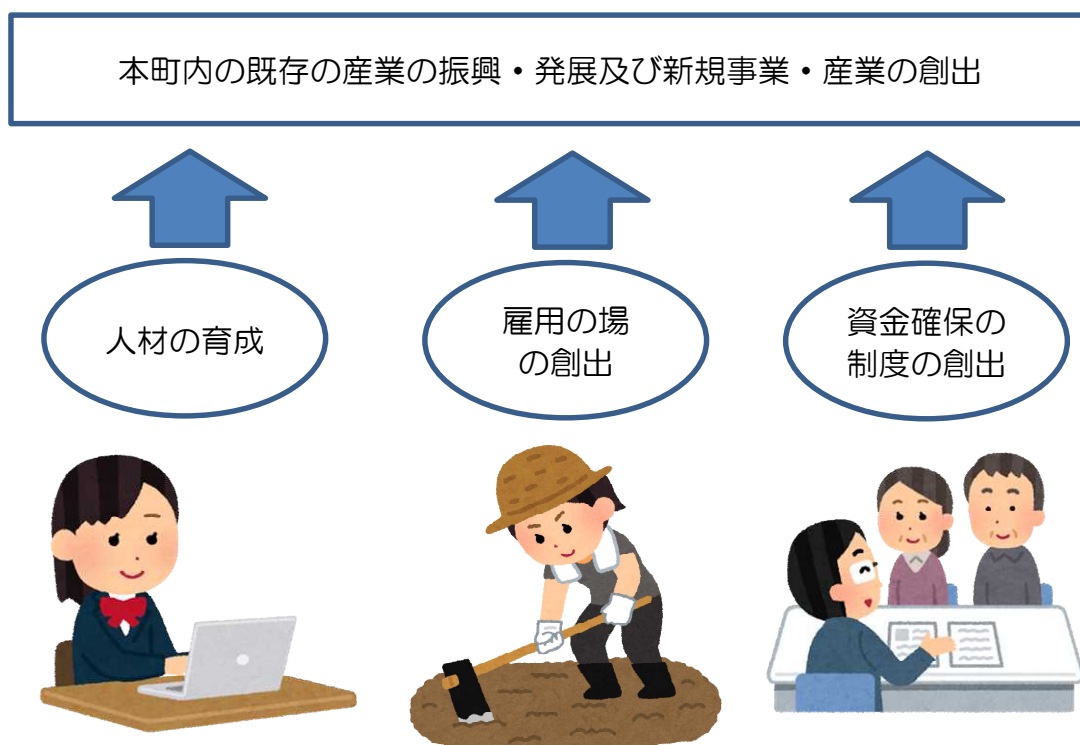 本町内の既存の産業の振興・発展及び新規事業・産業の創出
人材の育成
雇用の場
の創出
資金確保の
制度の創出